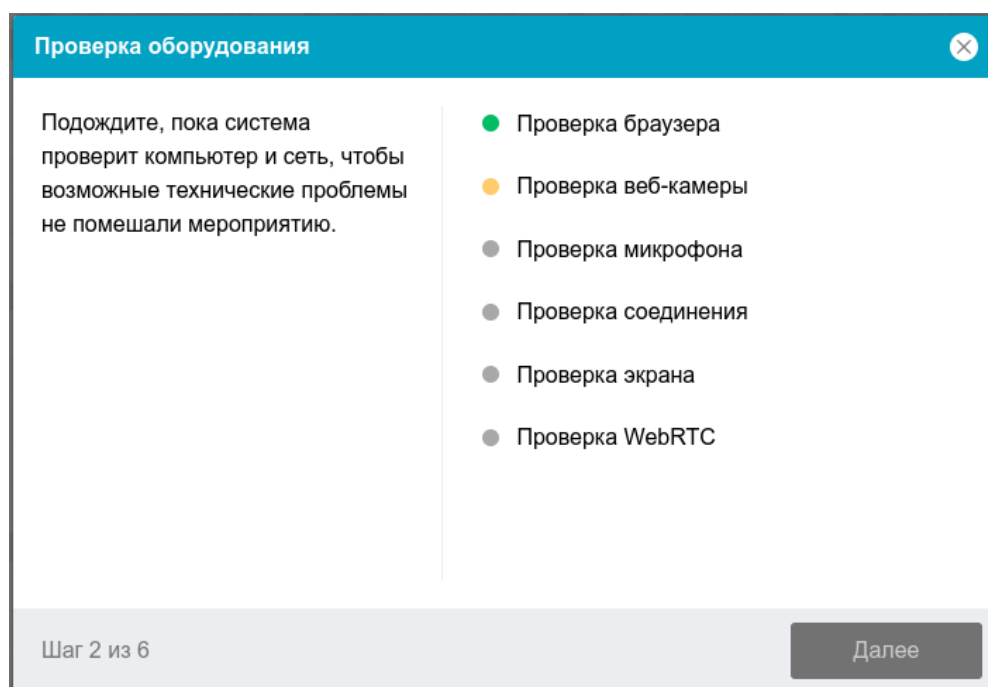 Проверка оборудования
Подождите, пока система
проверит компьютер и сеть, чтобы
возможные технические проблемы
не помешали мероприятию.
Проверка браузера
Проверка веб-камеры
Проверка микрофона
Проверка соединения
Проверка экрана
Проверка WebRTC
Шаг 2 из 6
Далее